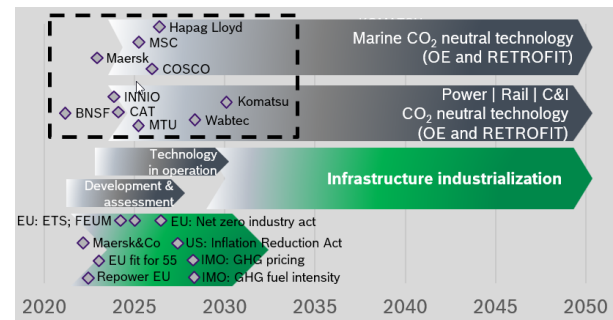 Hapag Lloyd
MSC
Maersk
COSCO
Marine CO₂ neutral technology
(OE and RETROFIT)
INNIO
BNSF
CAT
MTU
Komatsu
Wabtec
Power | Rail | C&I
CO₂ neutral technology
(OE and RETROFIT)
Technology
in operation
Development &
assessment
Infrastructure industrialization
EU: ETS; FEUM
EU: Net zero industry act
Maersk&Co
US: Inflation Reduction Act
EU fit for 55
IMO: GHG pricing
Repower EU
IMO: GHG fuel intensity
2020 2025 2030 2035 2040 2045 2050